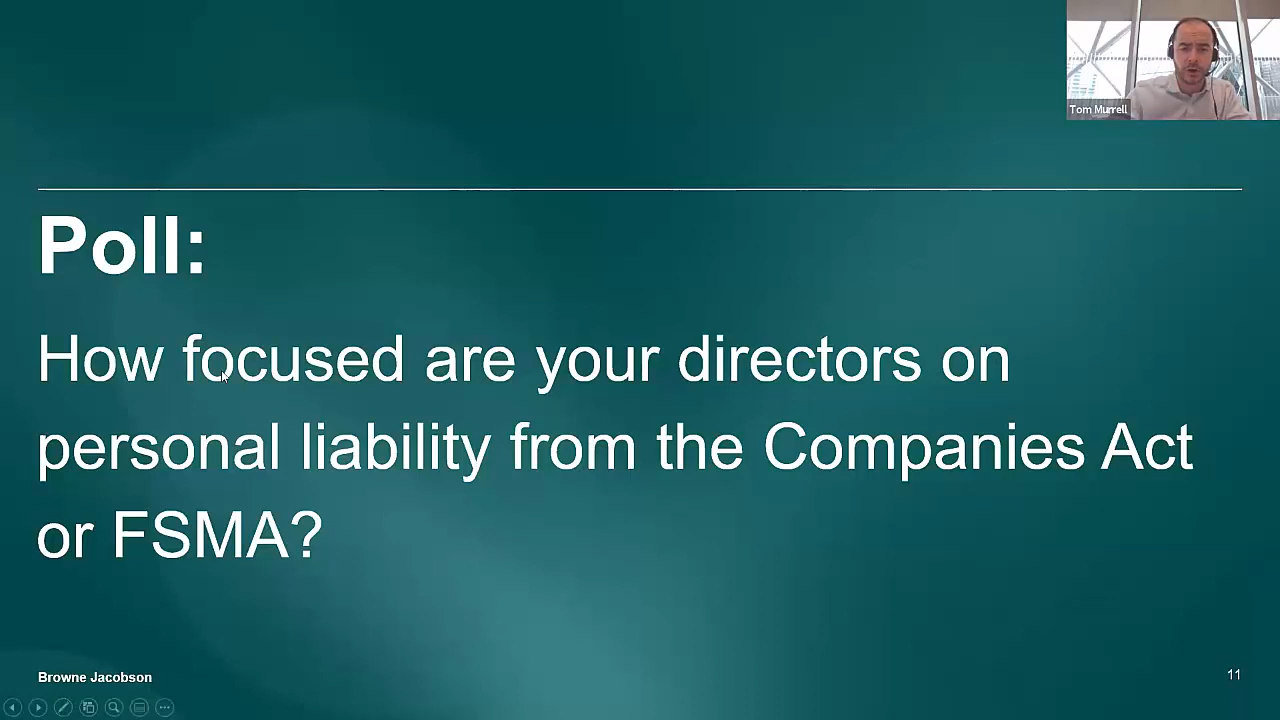 Tom Murrell
Poll:
How focused are your directors on
personal liability from the Companies Act
or FSMA?
Browne Jacobson
11